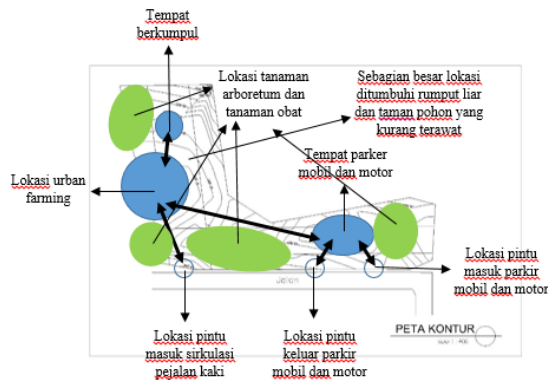 Tempat
berkumpul
Lokasi tanaman
arboretum dan
tanaman obat
Sebagian besar lokasi
ditumbuhi rumput liar
dan taman pohon yang
kurang terawat
Tempat parker
mobil dan motor
Lokasi urban
farming
Lokasi pintu
masuk parkir
mobil dan motor
Jalan
PETA KONTUR
Lokasi pintu
masuk sirkulasi
pejalan kaki
Lokasi pintu
keluar parkir
mobil dan motor